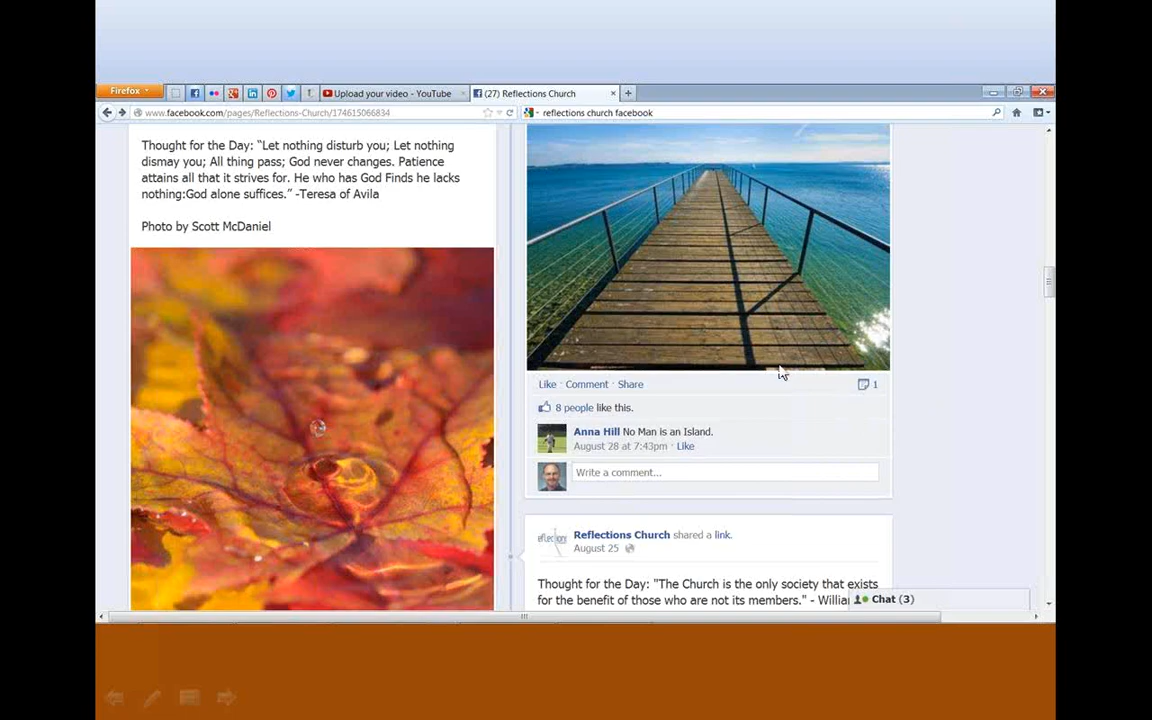 Firefox
Upload your video - YouTube
(27) Reflections Church
www.facebook.com/pages/Reflections-Church/174615066834
reflections church facebook
Thought for the Day: “Let nothing disturb you; Let nothing
dismay you; All thing pass; God never changes. Patience
attains all that it strives for. He who has God Finds he lacks
nothing:God alone suffices.” -Teresa of Avila
Photo by Scott McDaniel
Like · Comment · Share
1
8 people like this.
Anna Hill No Man is an Island.
August 28 at 7:43pm · Like
Write a comment...
Reflections Church shared a link.
August 25
Thought for the Day: "The Church is the only society that exists
for the benefit of those who are not its members." - Willia
Chat (3)